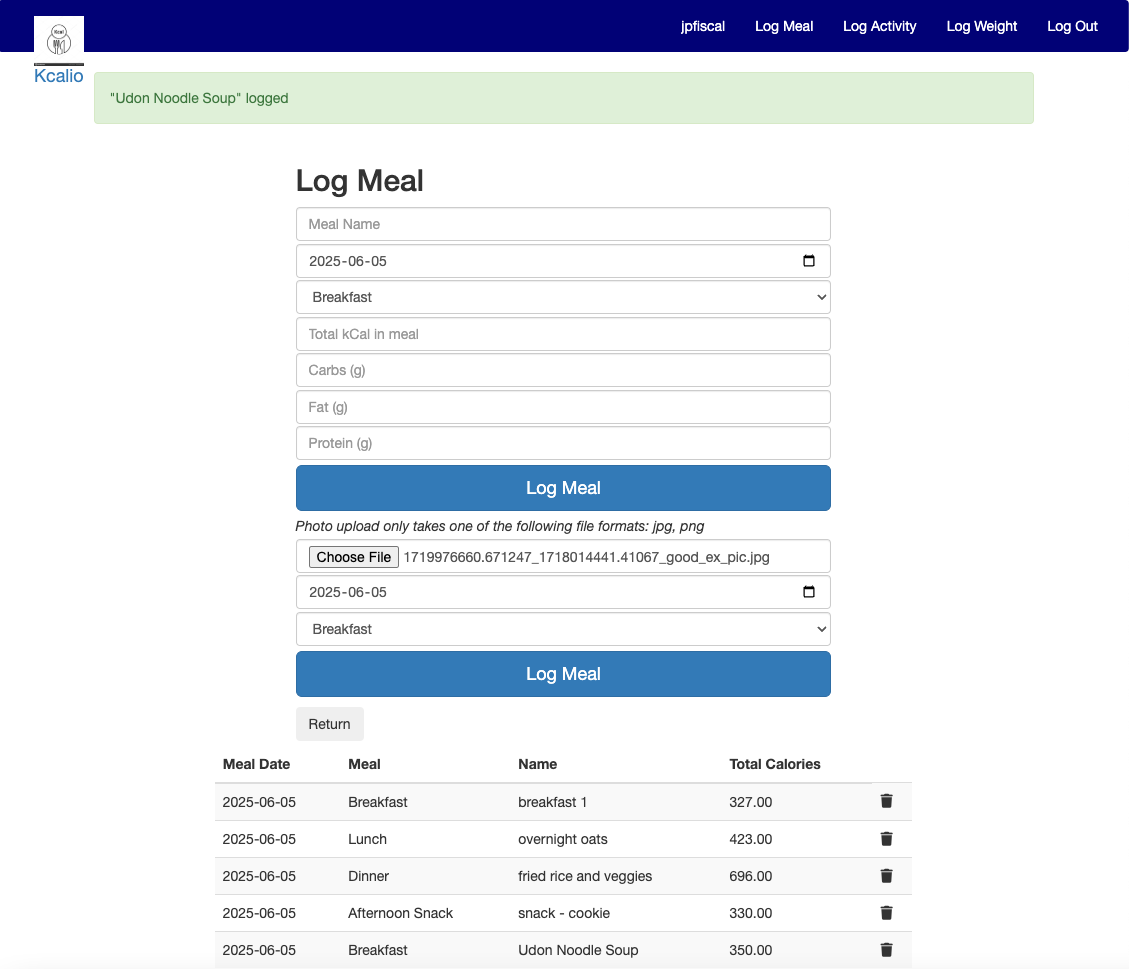 jpfiscal Log Meal Log Activity Log Weight Log Out
Kcal
Kcalio
"Udon Noodle Soup" logged
Log Meal
Meal Name
2025-06-05
Breakfast
Total kCal in meal
Carbs (g)
Fat (g)
Protein (g)
Log Meal
Photo upload only takes one of the following file formats: jpg, png
Choose File 1719976660.671247_1718014441.41067_good_ex_pic.jpg
2025-06-05
Breakfast
Log Meal
Return
Meal Date Meal Name Total Calories
2025-06-05 Breakfast breakfast 1 327.00
2025-06-05 Lunch overnight oats 423.00
2025-06-05 Dinner fried rice and veggies 696.00
2025-06-05 Afternoon Snack snack - cookie 330.00
2025-06-05 Breakfast Udon Noodle Soup 350.00